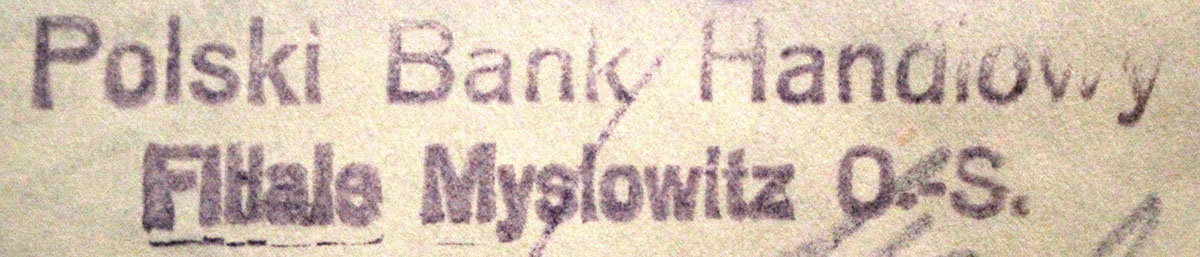 Polski Bank Handlowy
Filiale Myslowitz O.-S.